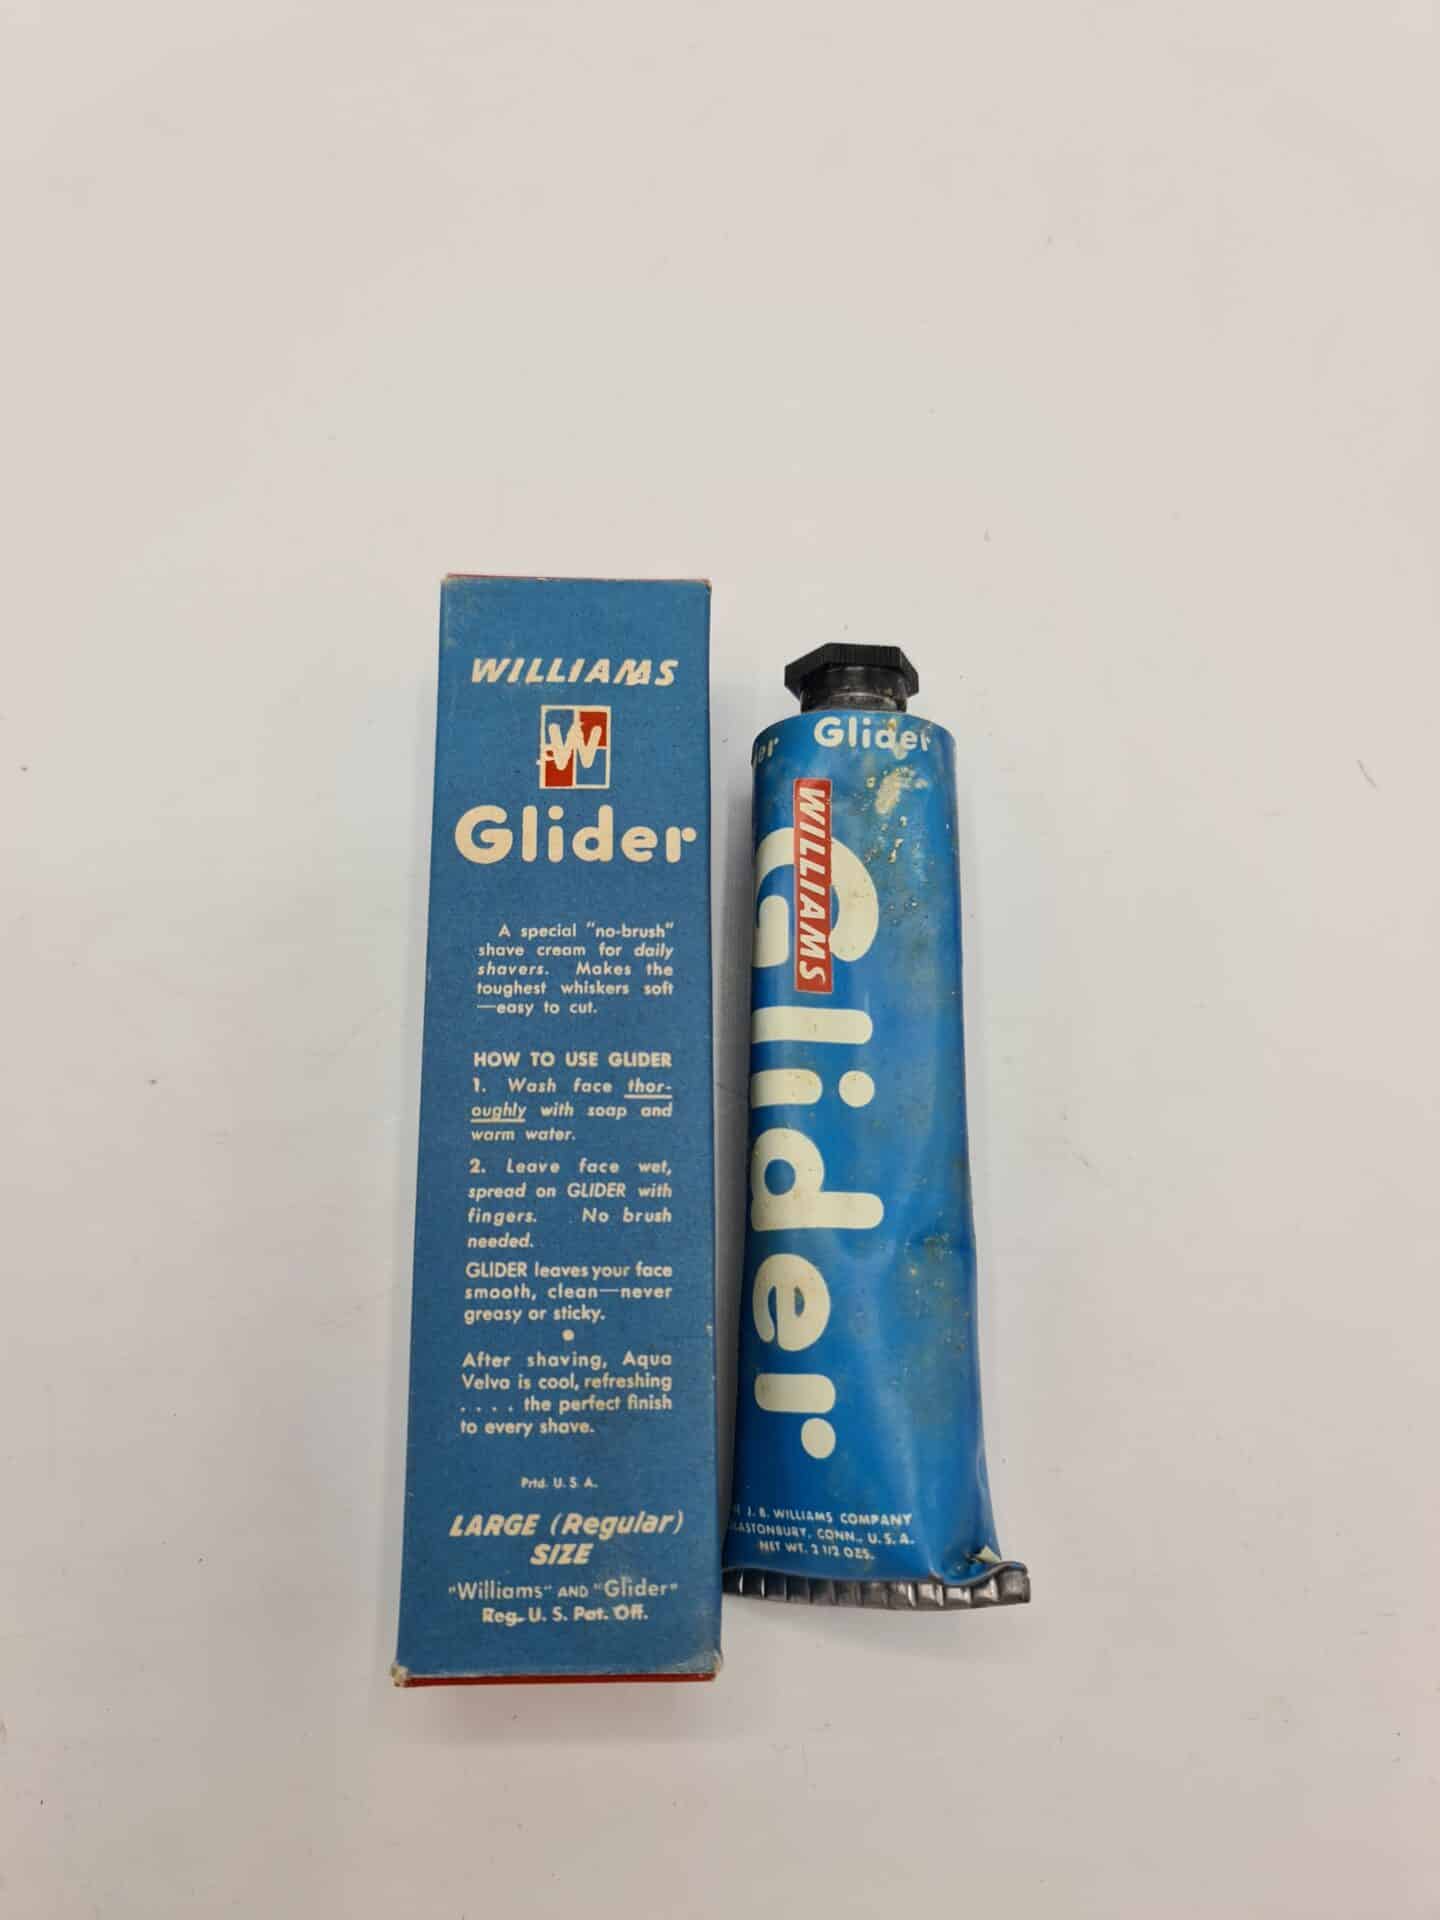 WILLIAMS
W
Glider
A special "no-brush"
shave cream for daily
shavers. Makes the
toughest whiskers soft
—easy to cut.
HOW TO USE GLIDER
1. Wash face thor-
oughly with soap and
warm water.
2. Leave face wet,
spread on GLIDER with
fingers. No brush
needed.
GLIDER leaves your face
smooth, clean—never
greasy or sticky.
After shaving, Aqua
Velva is cool, refreshing
. . . . the perfect finish
to every shave.
Prtd. U. S. A.
LARGE (Regular)
SIZE
"Williams" AND "Glider"
Reg. U. S. Pat. Off.
er Glider
WILLIAMS
Glider
J. B. WILLIAMS COMPANY
CONN., U. S. A.
NET WT. 2 1/2 OZS.